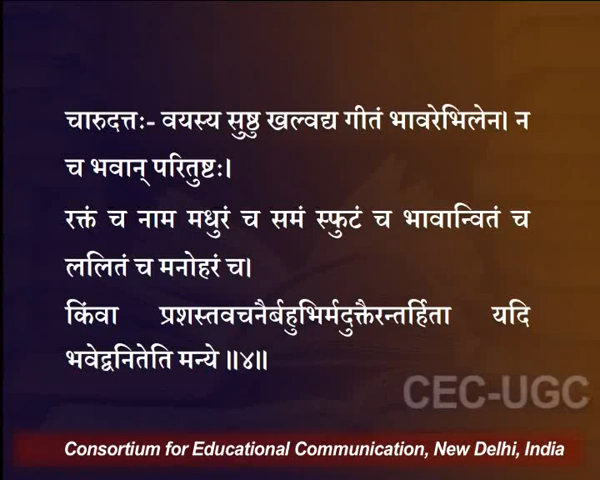 चारुदत्तः- वयस्य सुष्ठु खल्वद्य गीतं भावरेभिलेन। न
च भवान् परितुष्टः।
रक्तं च नाम मधुरं च समं स्फुटं च भावान्वितं च
ललितं च मनोहरं च।
किंवा प्रशस्तवचनैर्बहुभिर्मदुक्तैरन्तर्हिता यदि
भवेद्वनितेति मन्ये ॥४॥
CEC-UGC
Consortium for Educational Communication, New Delhi, India